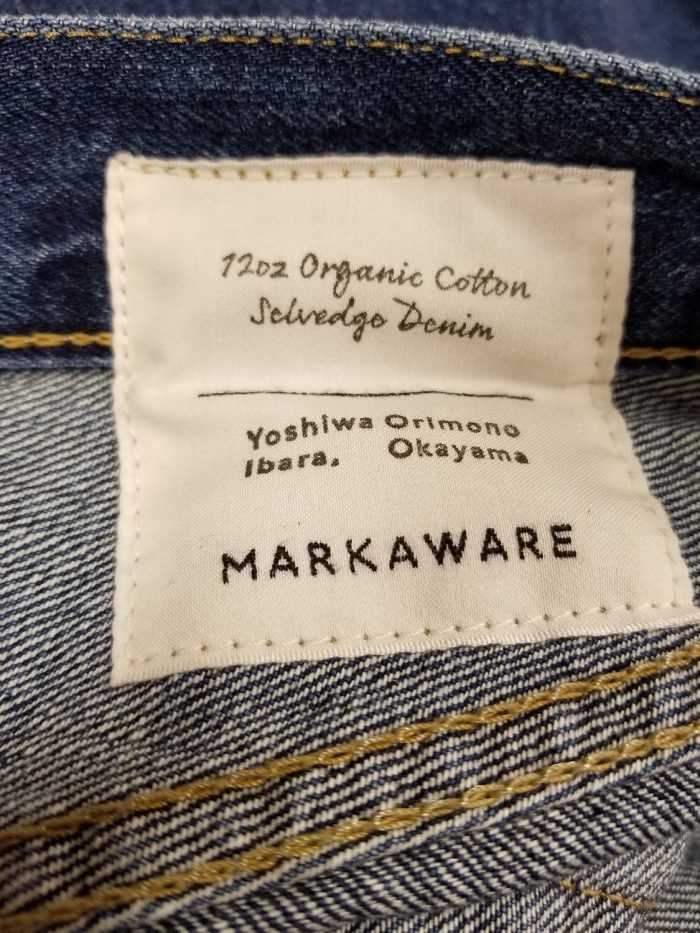 12oz Organic Cotton
Selvedge Denim
Yoshiwa Orimono
Ibara, Okayama
MARKAWARE